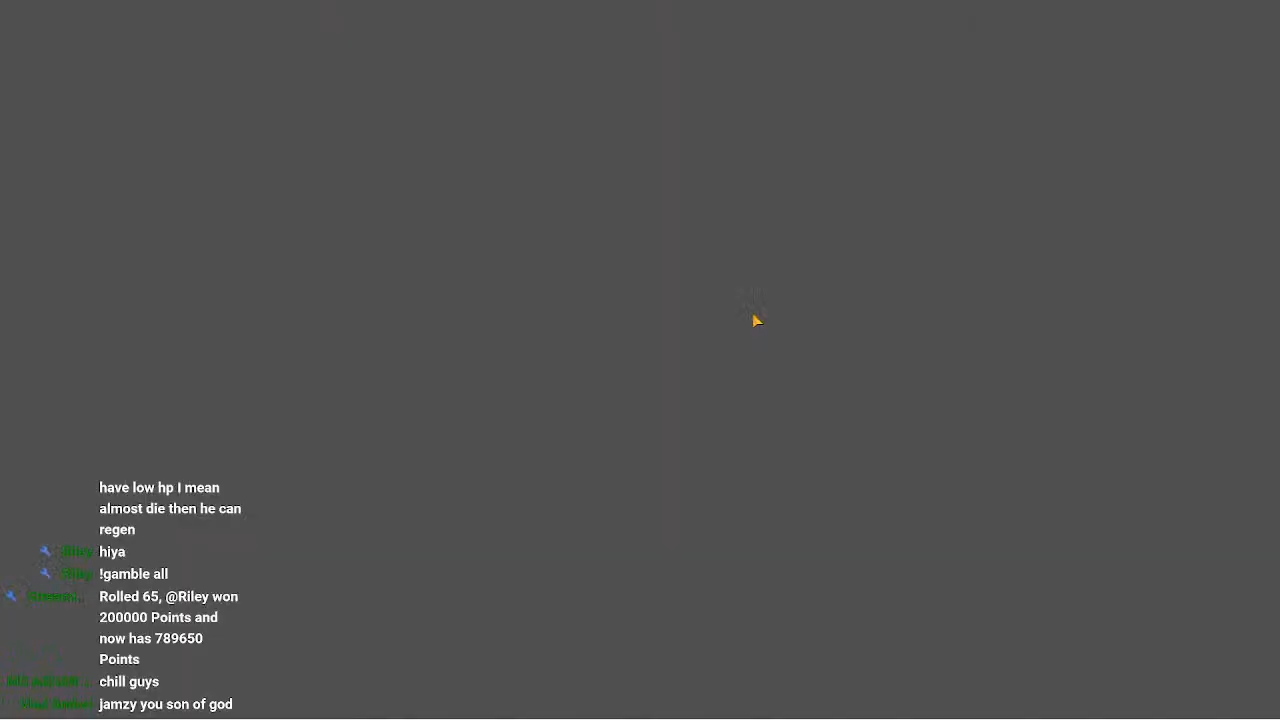 have low hp I mean
almost die then he can
regen
hiya
!gamble all
Rolled 65, @Riley won
200000 Points and
now has 789650
Points
chill guys
jamzy you son of god